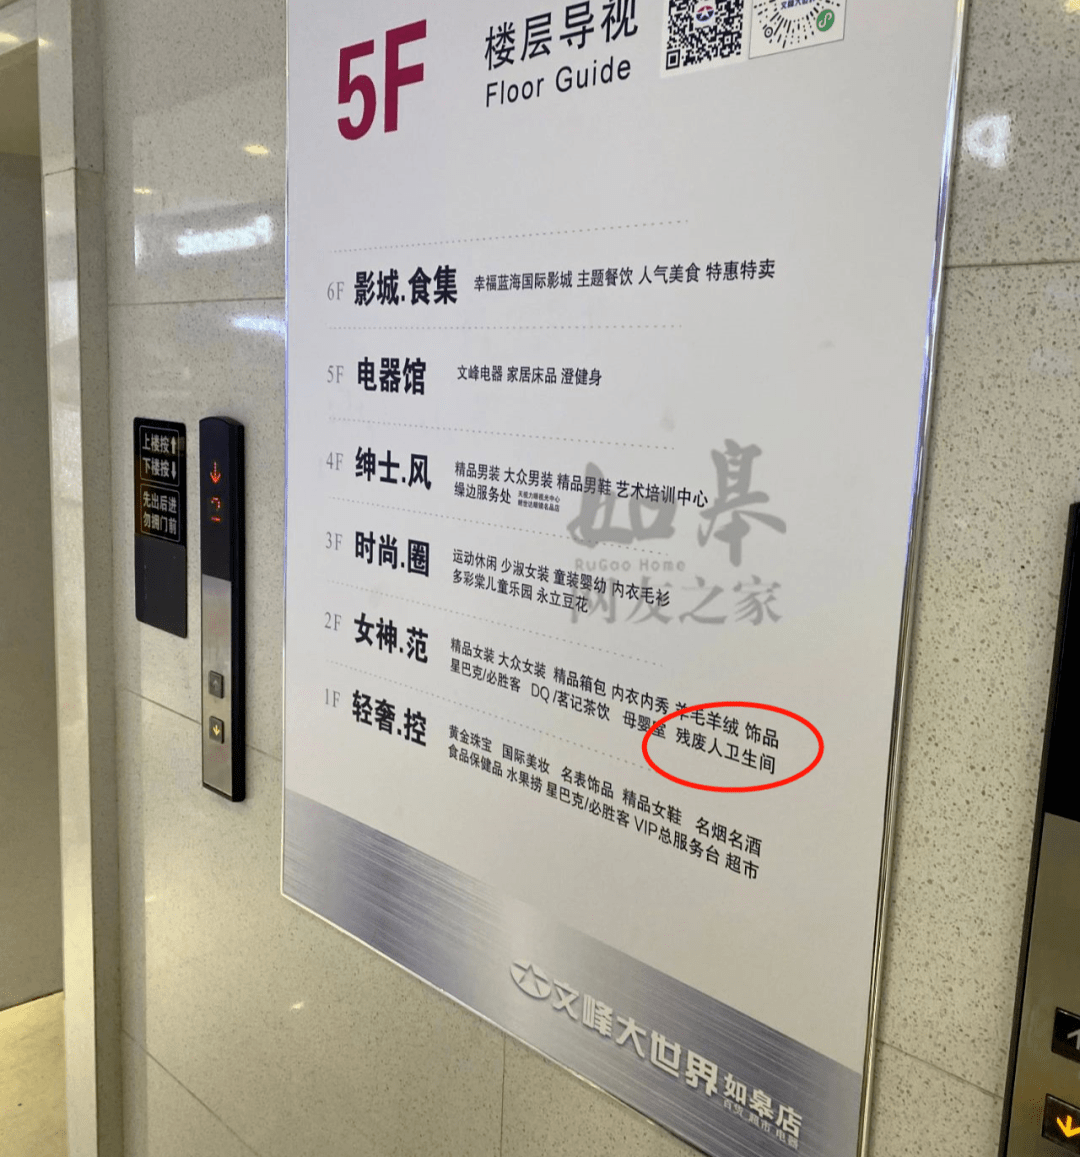 5F
楼层导视
Floor Guide
6F 影城.食集 幸福蓝海国际影城 主题餐饮 人气美食 特惠特卖
5F 电器馆 文峰电器 家居床品 澄健身
4F 绅士.风 精品男装 大众男装 精品男鞋 艺术培训中心
缲边服务处
3F 时尚.圈 运动休闲 少淑女装 童装婴幼 内衣毛衫
多彩棠儿童乐园 永立豆花
2F 女神.范 精品女装 大众女装 精品箱包 内衣内秀 羊毛羊绒 饰品
星巴克/必胜客 DQ/茗记茶饮 母婴室 残废人卫生间
1F 轻奢.控 黄金珠宝 国际美妆 名表饰品 精品女鞋 名烟名酒
食品保健品 水果捞 星巴克/必胜客 VIP总服务台 超市
文峰大世界 如皋店
百货 超市 电器
上楼按
下楼按
先出后进
勿拥门前
如皋
RuGao Home
网友之家